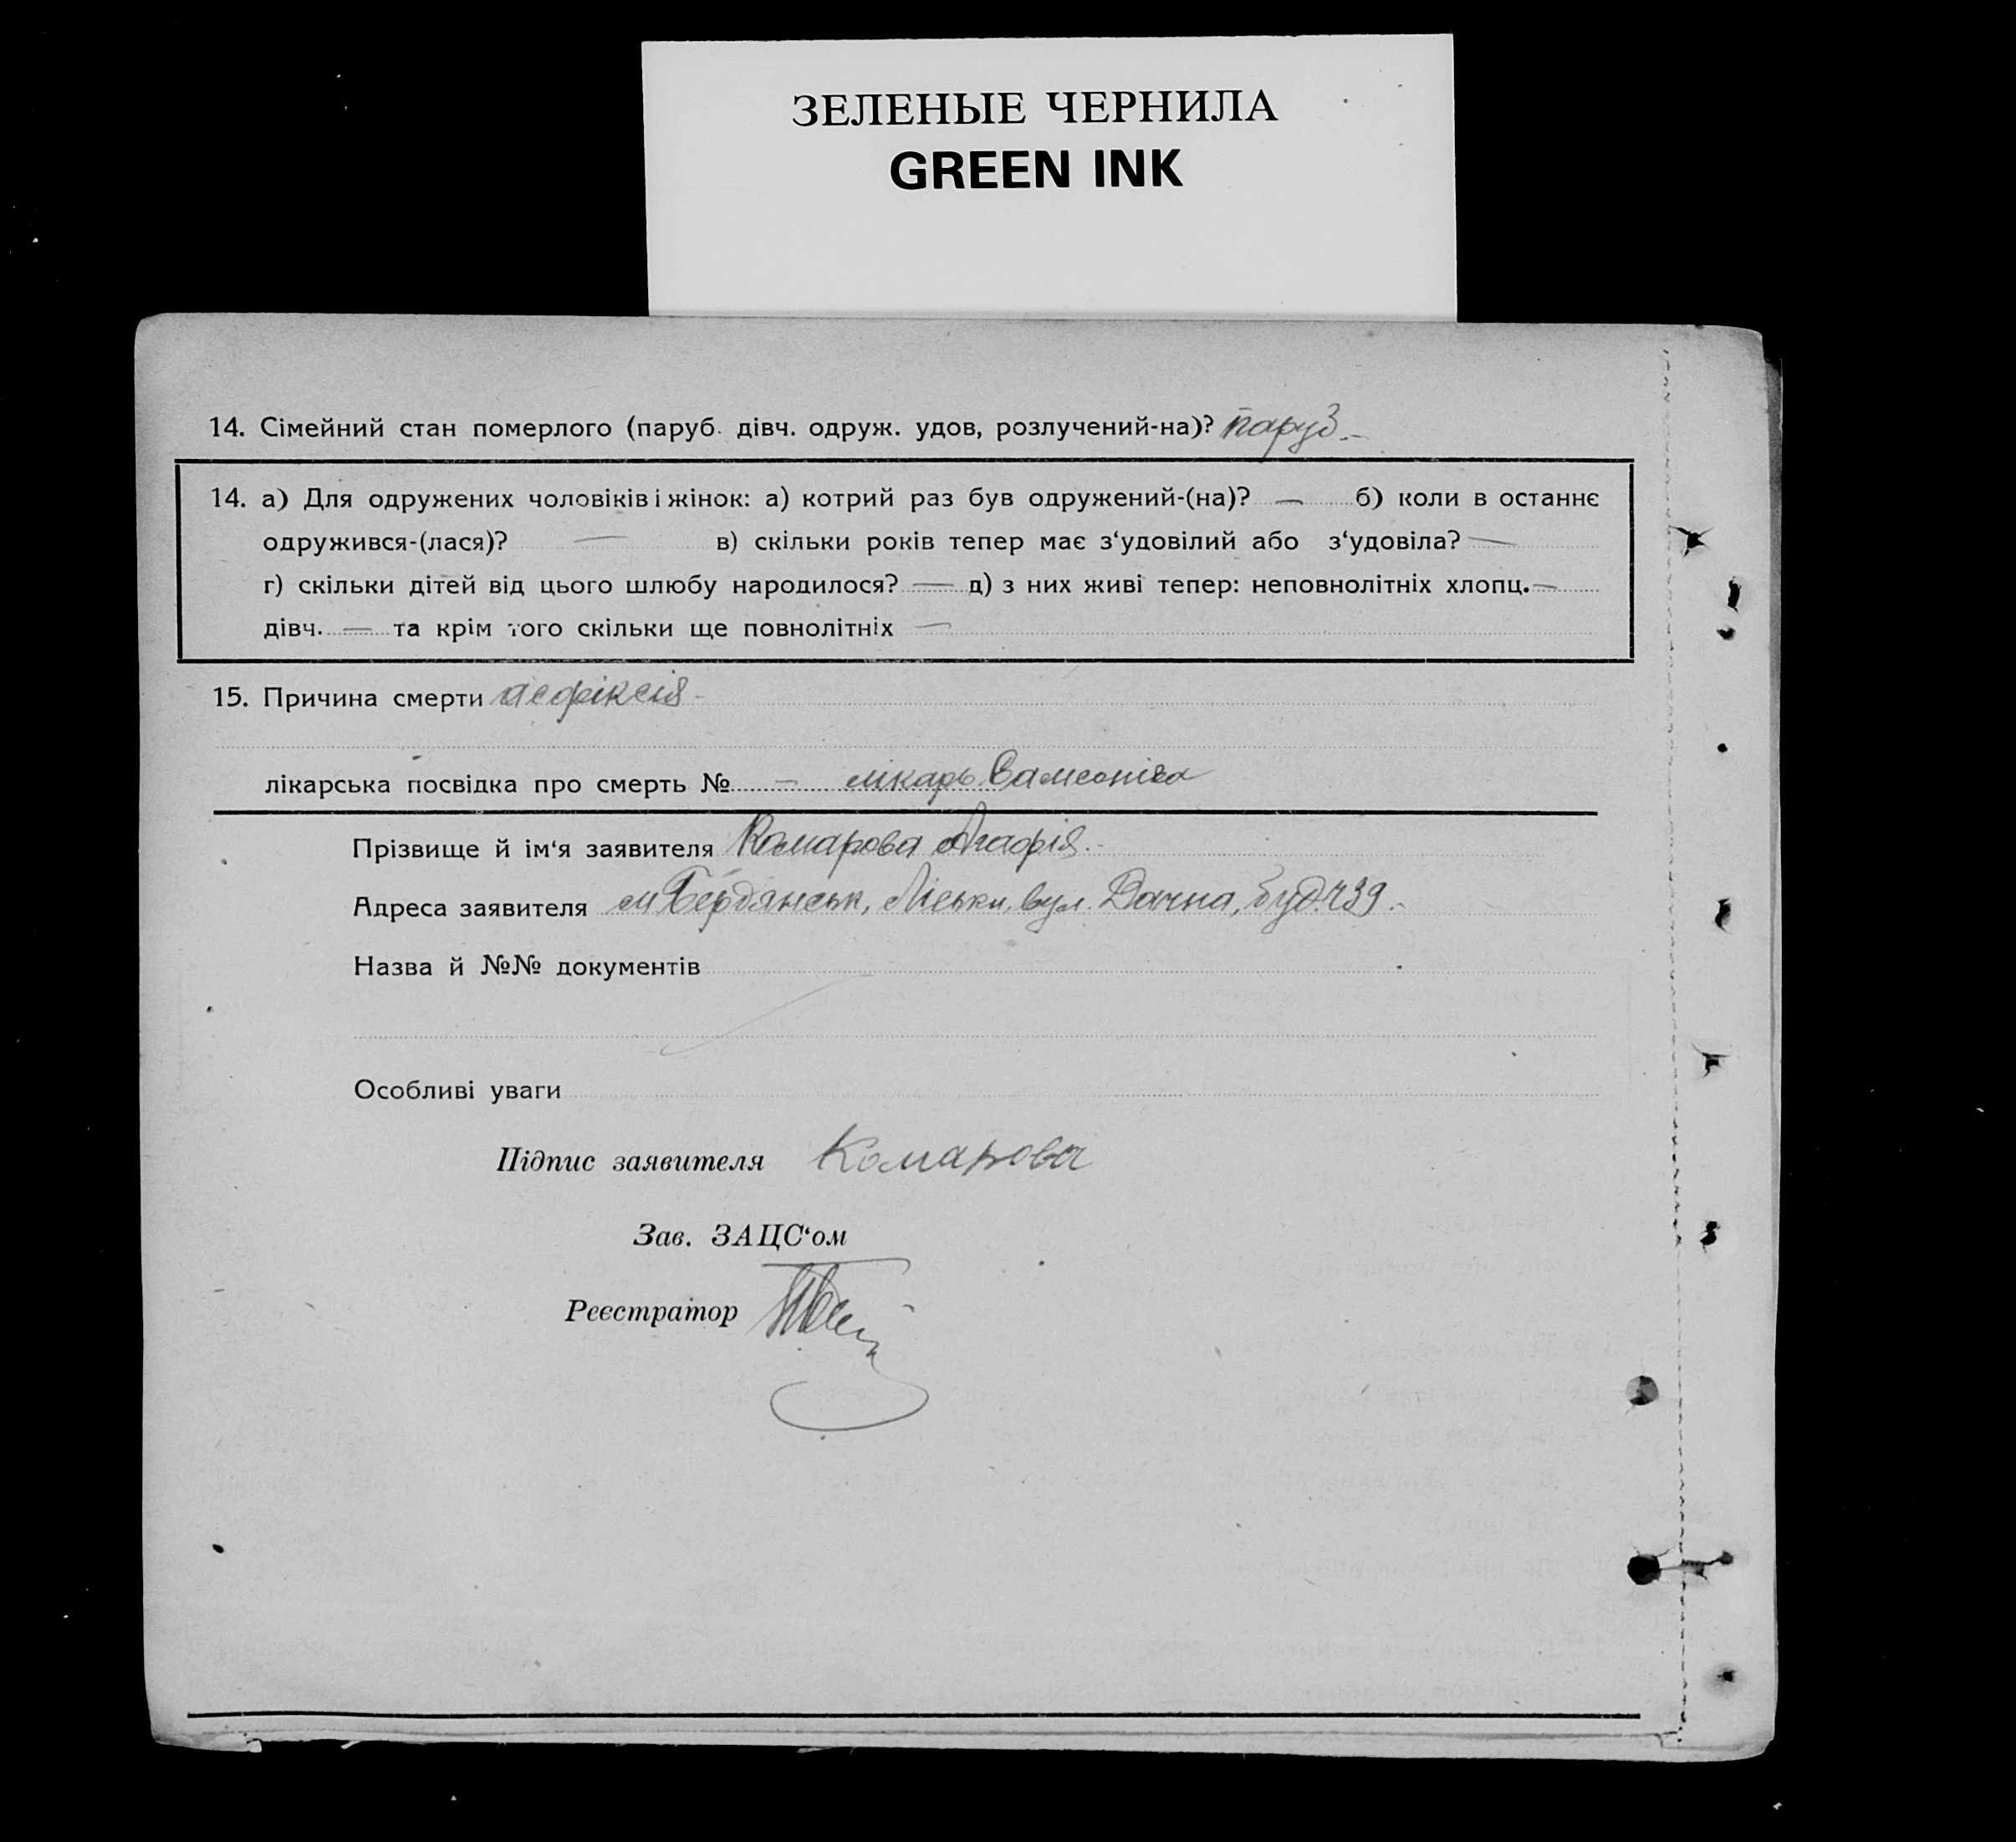 ЗЕЛЕНЫЕ ЧЕРНИЛА
GREEN INK
14. Сімейний стан померлого (паруб. дівч. одруж. удов, розлучений-на)? паруб.-
14. а) Для одружених чоловіків і жінок: а) котрий раз був одружений-(на)? — б) коли в останнє
одружився-(лася)? — в) скільки років тепер має з‘удовілий або з‘удовіла? —
г) скільки дітей від цього шлюбу народилося? — д) з них живі тепер: неповнолітніх хлопц. —
дівч. — та крім того скільки ще повнолітніх —
15. Причина смерти асфіксія -
лікарська посвідка про смерть № — лікарь
Прізвище й ім‘я заявителя Комарова Агафія.-
Адреса заявителя м Бердянськ, Ліски, вул. Дачна, буд.
Назва й №№ документів
Особливі уваги
Підпис заявителя Комарова
Зав. ЗАЦС‘ом
Реєстратор